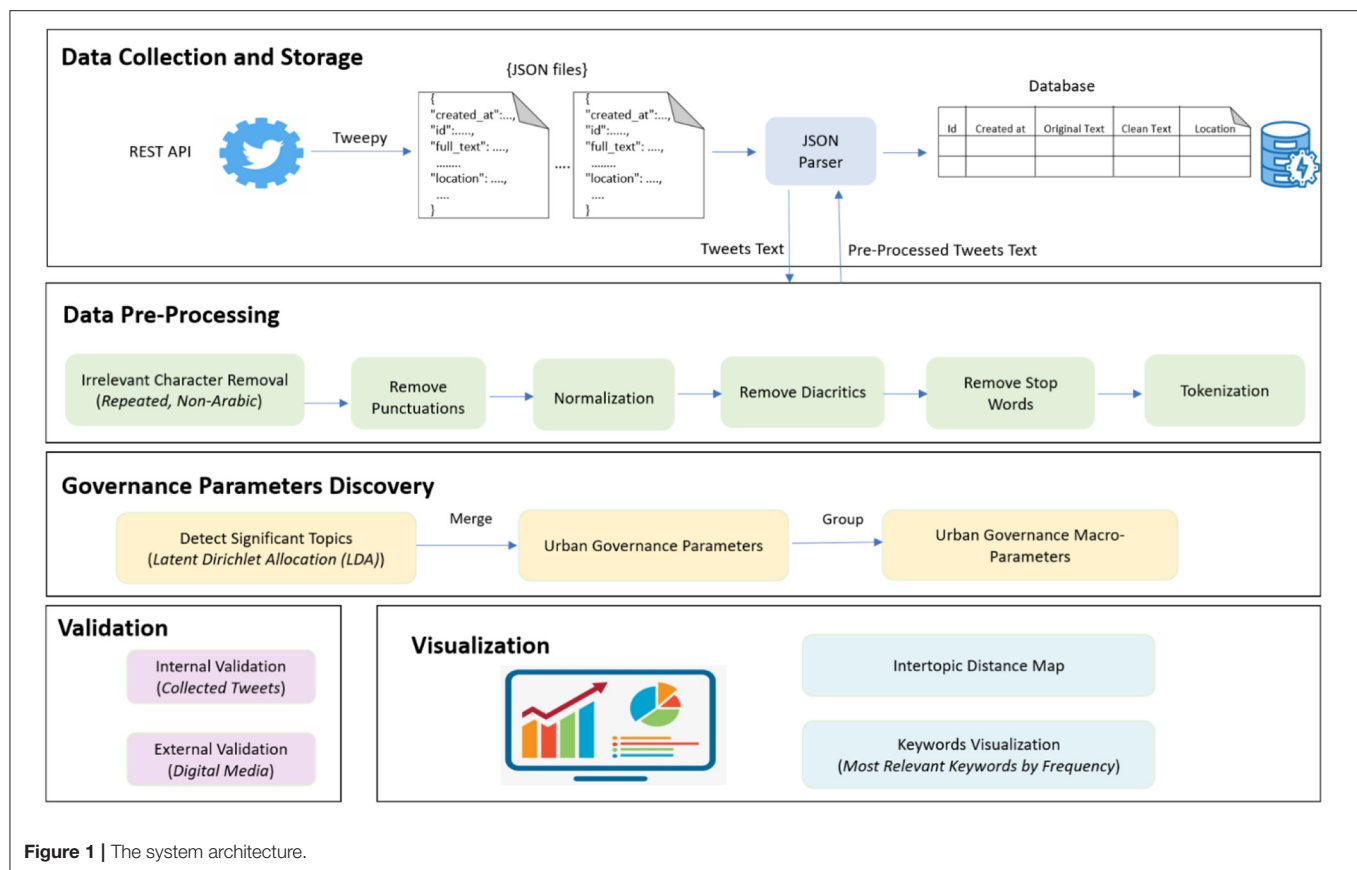 Data Collection and Storage
{JSON files}
REST API
Tweepy
{
"created_at":...,
"id":.....,
"full_text": ....,
........
"location": ....,
....
}
....
{
"created_at":...,
"id":.....,
"full_text": ....,
........
"location": ....,
....
}
JSON
Parser
Database
Id Created at Original Text Clean Text Location
Tweets Text
Pre-Processed Tweets Text
Data Pre-Processing
Irrelevant Character Removal
(Repeated, Non-Arabic)
Remove
Punctuations
Normalization
Remove Diacritics
Remove Stop
Words
Tokenization
Governance Parameters Discovery
Detect Significant Topics
(Latent Dirichlet Allocation (LDA))
Merge
Urban Governance Parameters
Group
Urban Governance Macro-
Parameters
Validation
Internal Validation
(Collected Tweets)
External Validation
(Digital Media)
Visualization
Intertopic Distance Map
Keywords Visualization
(Most Relevant Keywords by Frequency)
Figure 1 | The system architecture.